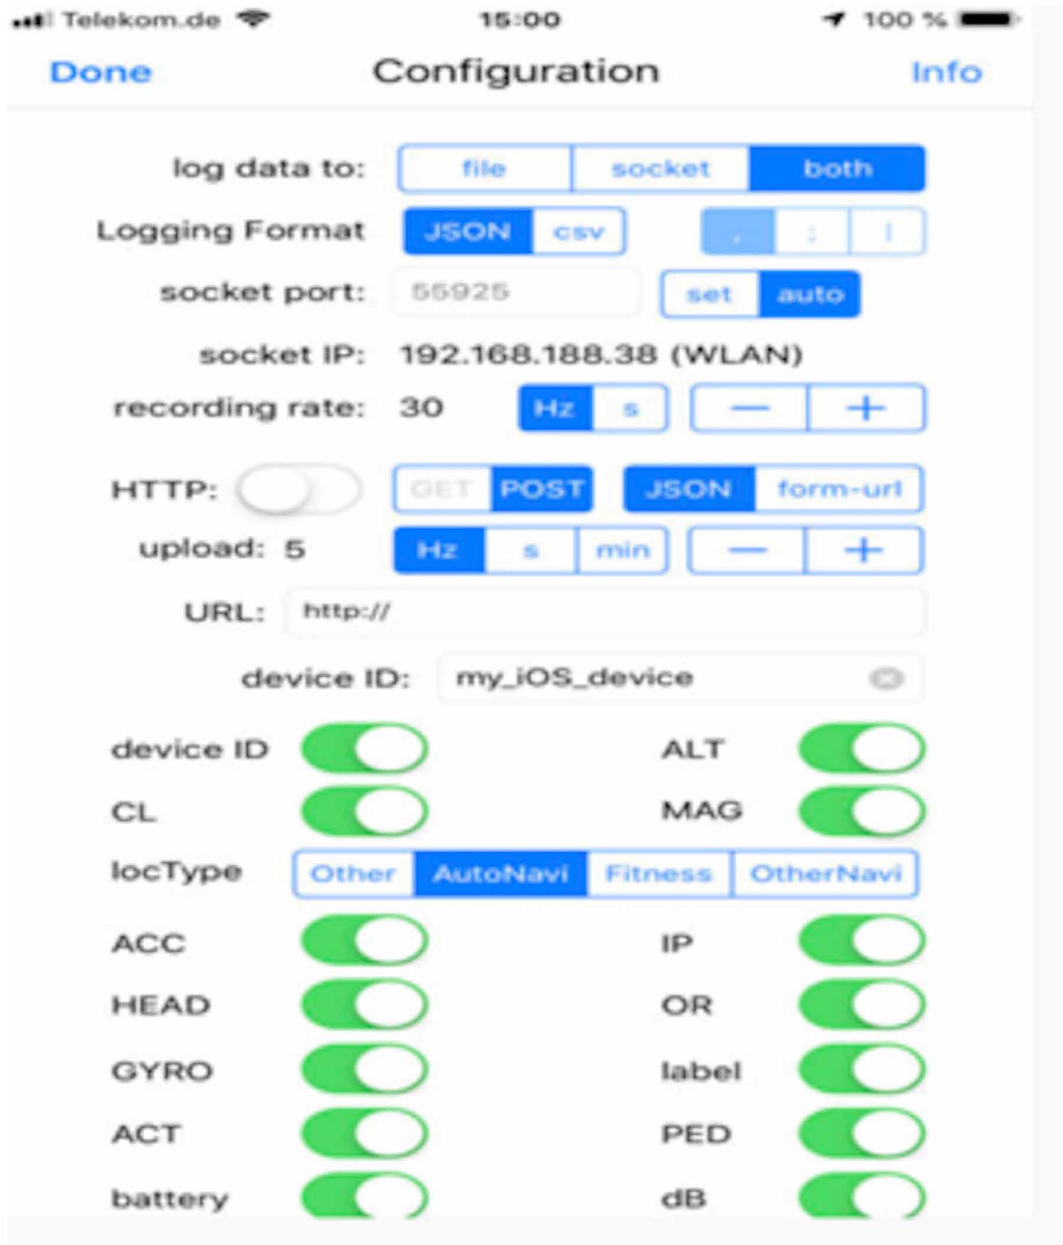 Telekom.de 15:00 100 %
Done Configuration Info
log data to: file socket both
Logging Format JSON csv , ; |
socket port: 55925 set auto
socket IP: 192.168.188.38 (WLAN)
recording rate: 30 Hz s — +
HTTP: GET POST JSON form-url
upload: 5 Hz s min — +
URL: http://
device ID: my_iOS_device
device ID ALT
CL MAG
locType Other AutoNavi Fitness OtherNavi
ACC IP
HEAD OR
GYRO label
ACT PED
battery dB